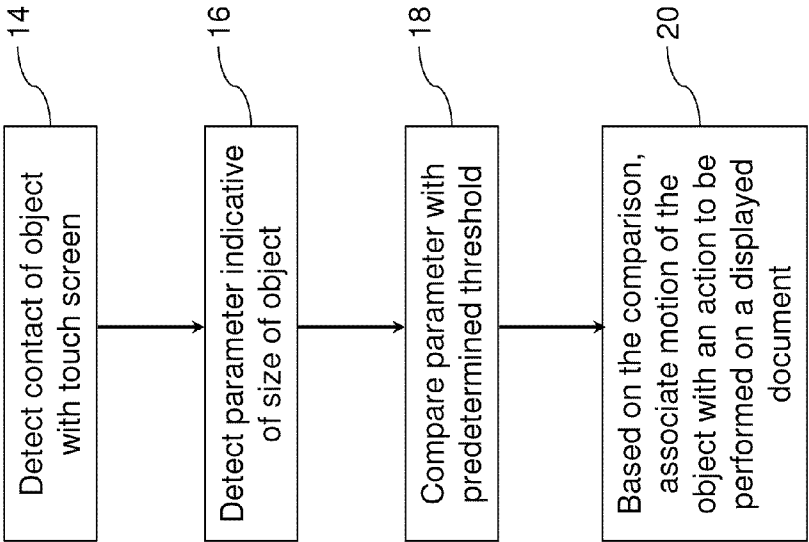 14
Detect contact of object
with touch screen
16
Detect parameter indicative
of size of object
18
Compare parameter with
predetermined threshold
20
Based on the comparison,
associate motion of the
object with an action to be
performed on a displayed
document